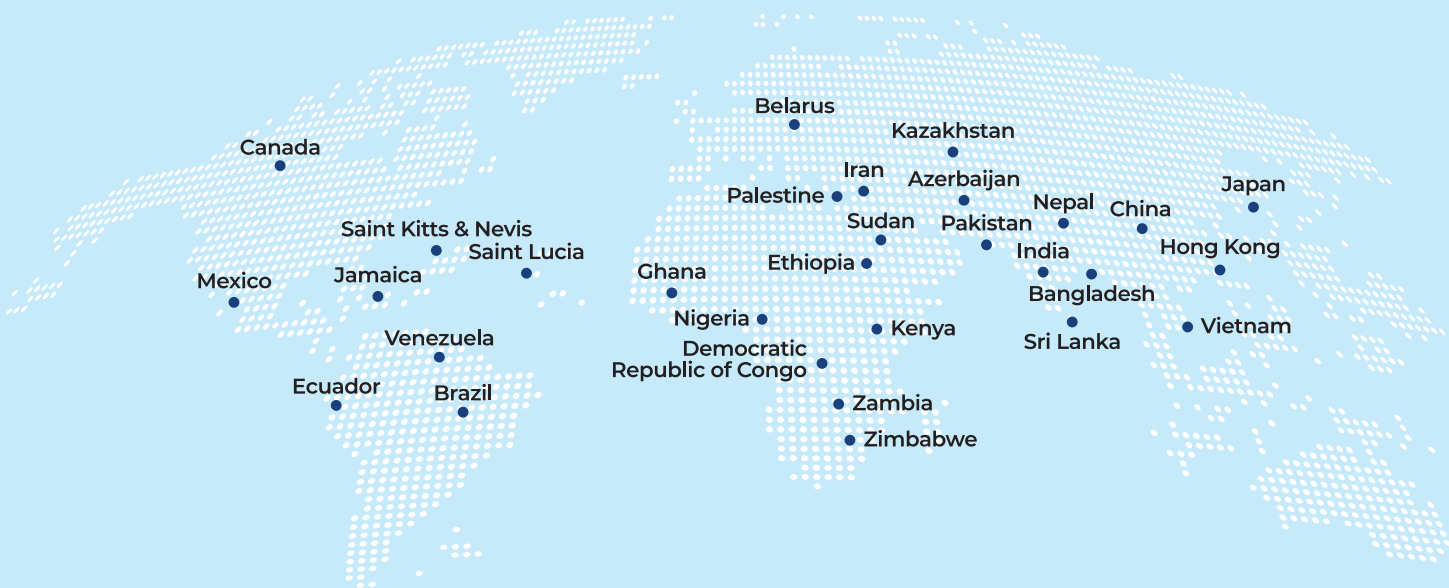 Belarus
Kazakhstan
Canada
Iran
Azerbaijan
Palestine
Japan
Nepal
China
Sudan
Pakistan
Saint Kitts & Nevis
Saint Lucia
India
Hong Kong
Ethiopia
Ghana
Jamaica
Mexico
Bangladesh
Nigeria
Kenya
Vietnam
Venezuela
Sri Lanka
Democratic
Republic of Congo
Ecuador
Brazil
Zambia
Zimbabwe